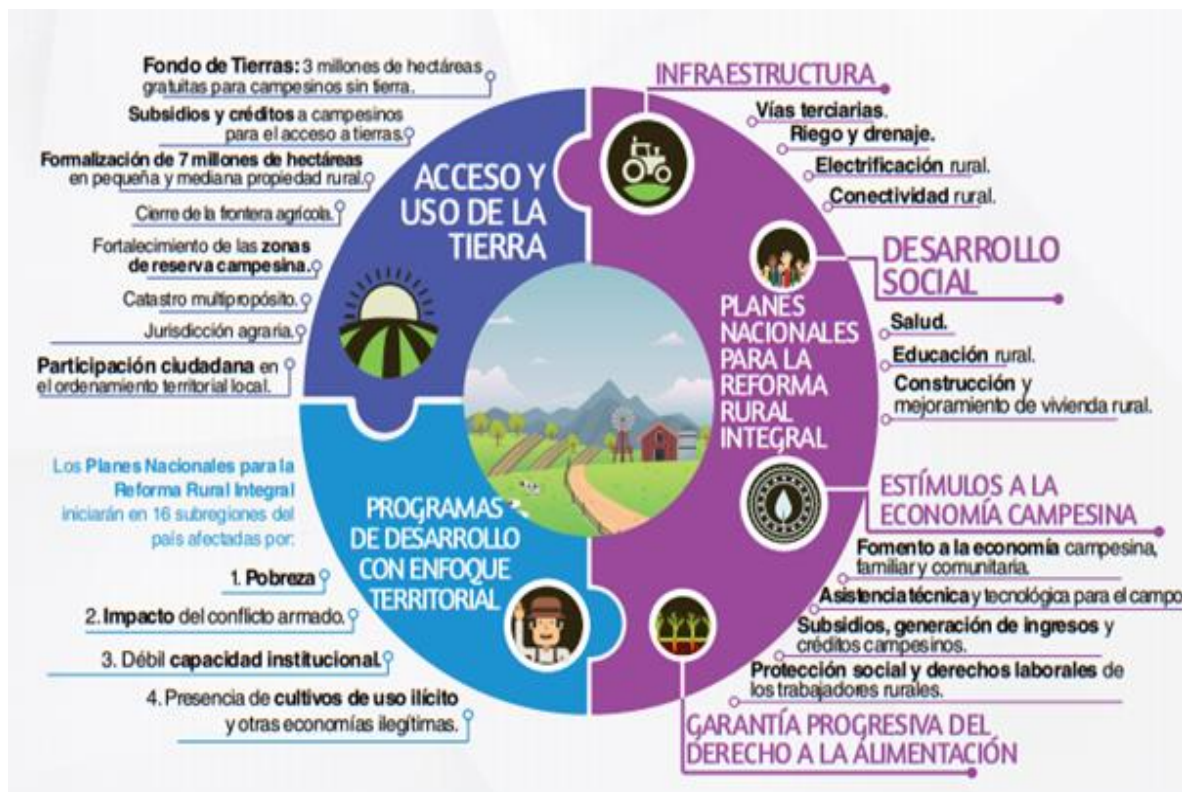 Fondo de Tierras: 3 millones de hectáreas
gratuitas para campesinos sin tierra.
Subsidios y créditos a campesinos
para el acceso a tierras.
Formalización de 7 millones de hectáreas
en pequeña y mediana propiedad rural.
Cierre de la frontera agrícola.
Fortalecimiento de las zonas
de reserva campesina.
Catastro multipropósito.
Jurisdicción agraria.
Participación ciudadana en
el ordenamiento territorial local.
ACCESO Y
USO DE LA
TIERRA
Los Planes Nacionales para la
Reforma Rural Integral
iniciarán en 16 subregiones del
país afectadas por:
1. Pobreza
2. Impacto del conflicto armado.
3. Débil capacidad institucional.
4. Presencia de cultivos de uso ilícito
y otras economías ilegítimas.
PROGRAMAS
DE DESARROLLO
CON ENFOQUE
TERRITORIAL
PLANES
NACIONALES
PARA LA
REFORMA
RURAL
INTEGRAL
INFRAESTRUCTURA
Vías terciarias.
Riego y drenaje.
Electrificación rural.
Conectividad rural.
DESARROLLO
SOCIAL
Salud.
Educación rural.
Construcción y
mejoramiento de vivienda rural.
ESTÍMULOS A LA
ECONOMÍA CAMPESINA
Fomento a la economía campesina,
familiar y comunitaria.
Asistencia técnica y tecnológica para el campo
Subsidios, generación de ingresos y
créditos campesinos.
Protección social y derechos laborales de
los trabajadores rurales.
GARANTÍA PROGRESIVA DEL
DERECHO A LA ALIMENTACIÓN